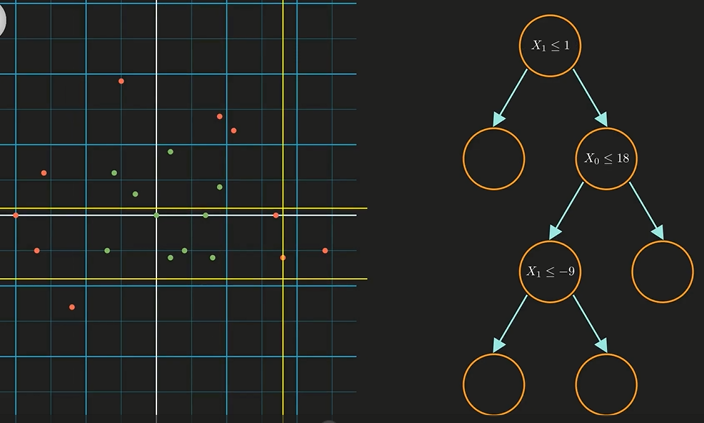 X₁ ≤ 1
X₀ ≤ 18
X₁ ≤ −9